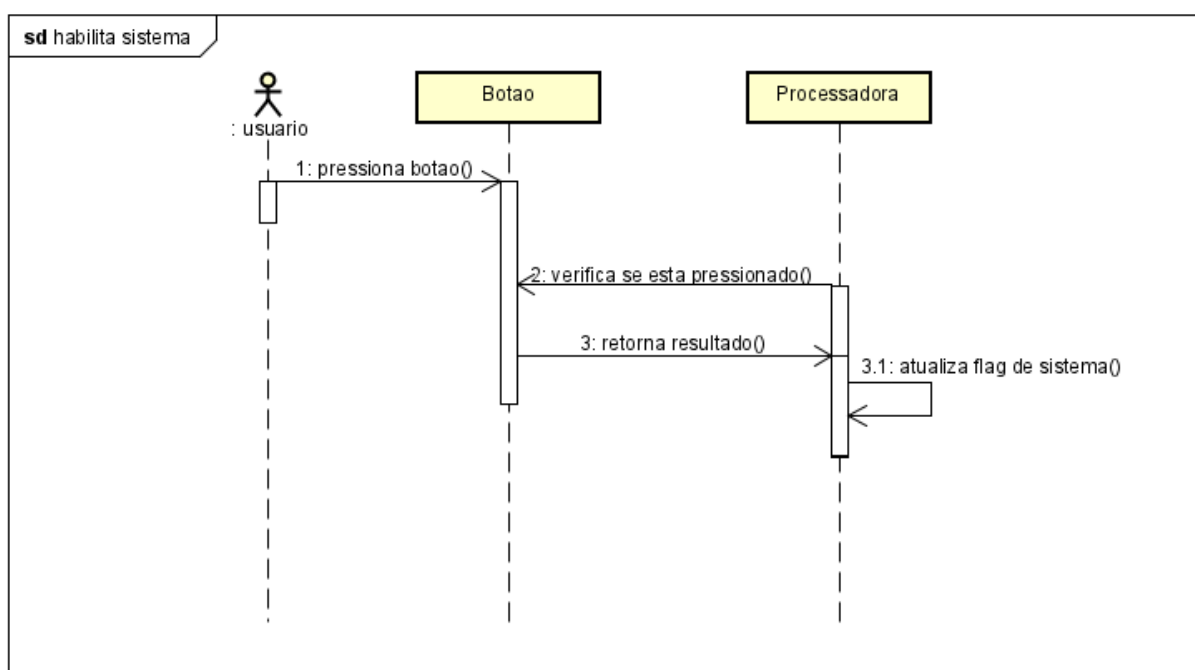 sd habilita sistema
: usuario
Botao
Processadora
1: pressiona botao()
2: verifica se esta pressionado()
3: retorna resultado()
3.1: atualiza flag de sistema()